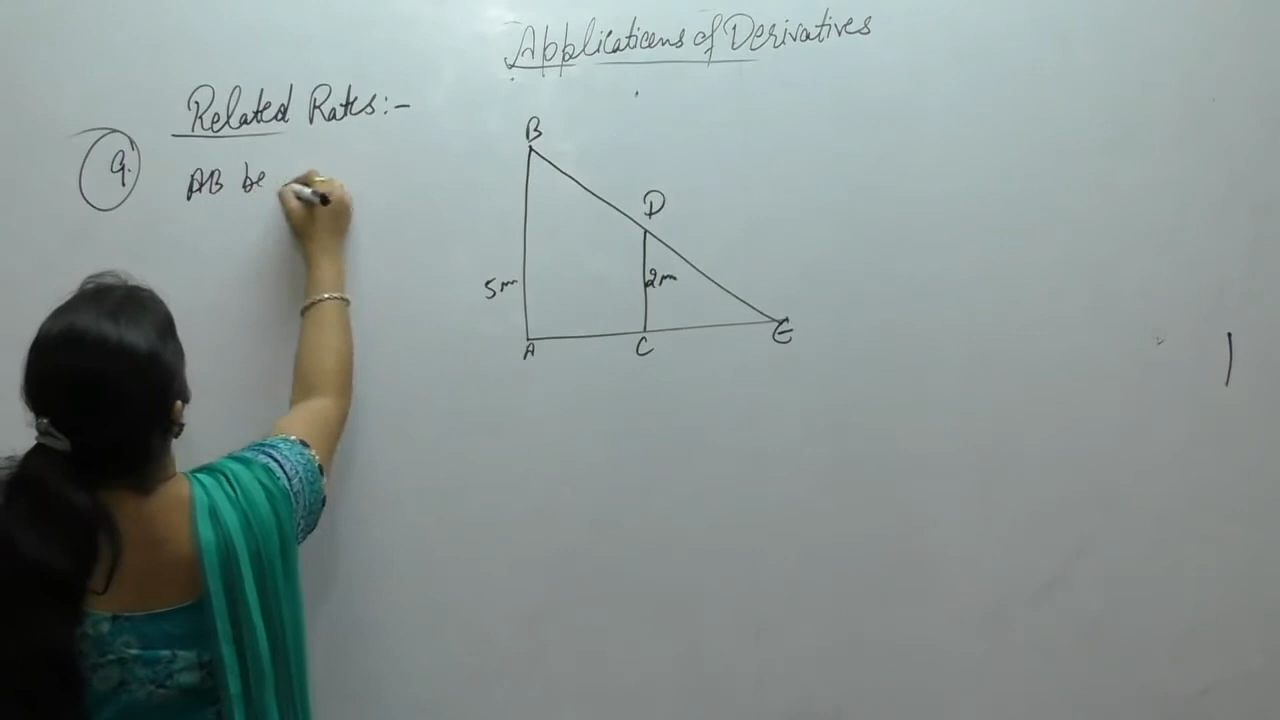 Applications of Derivatives
Related Rates:-
9. AB be
B
D
5m
2m
A
C
E